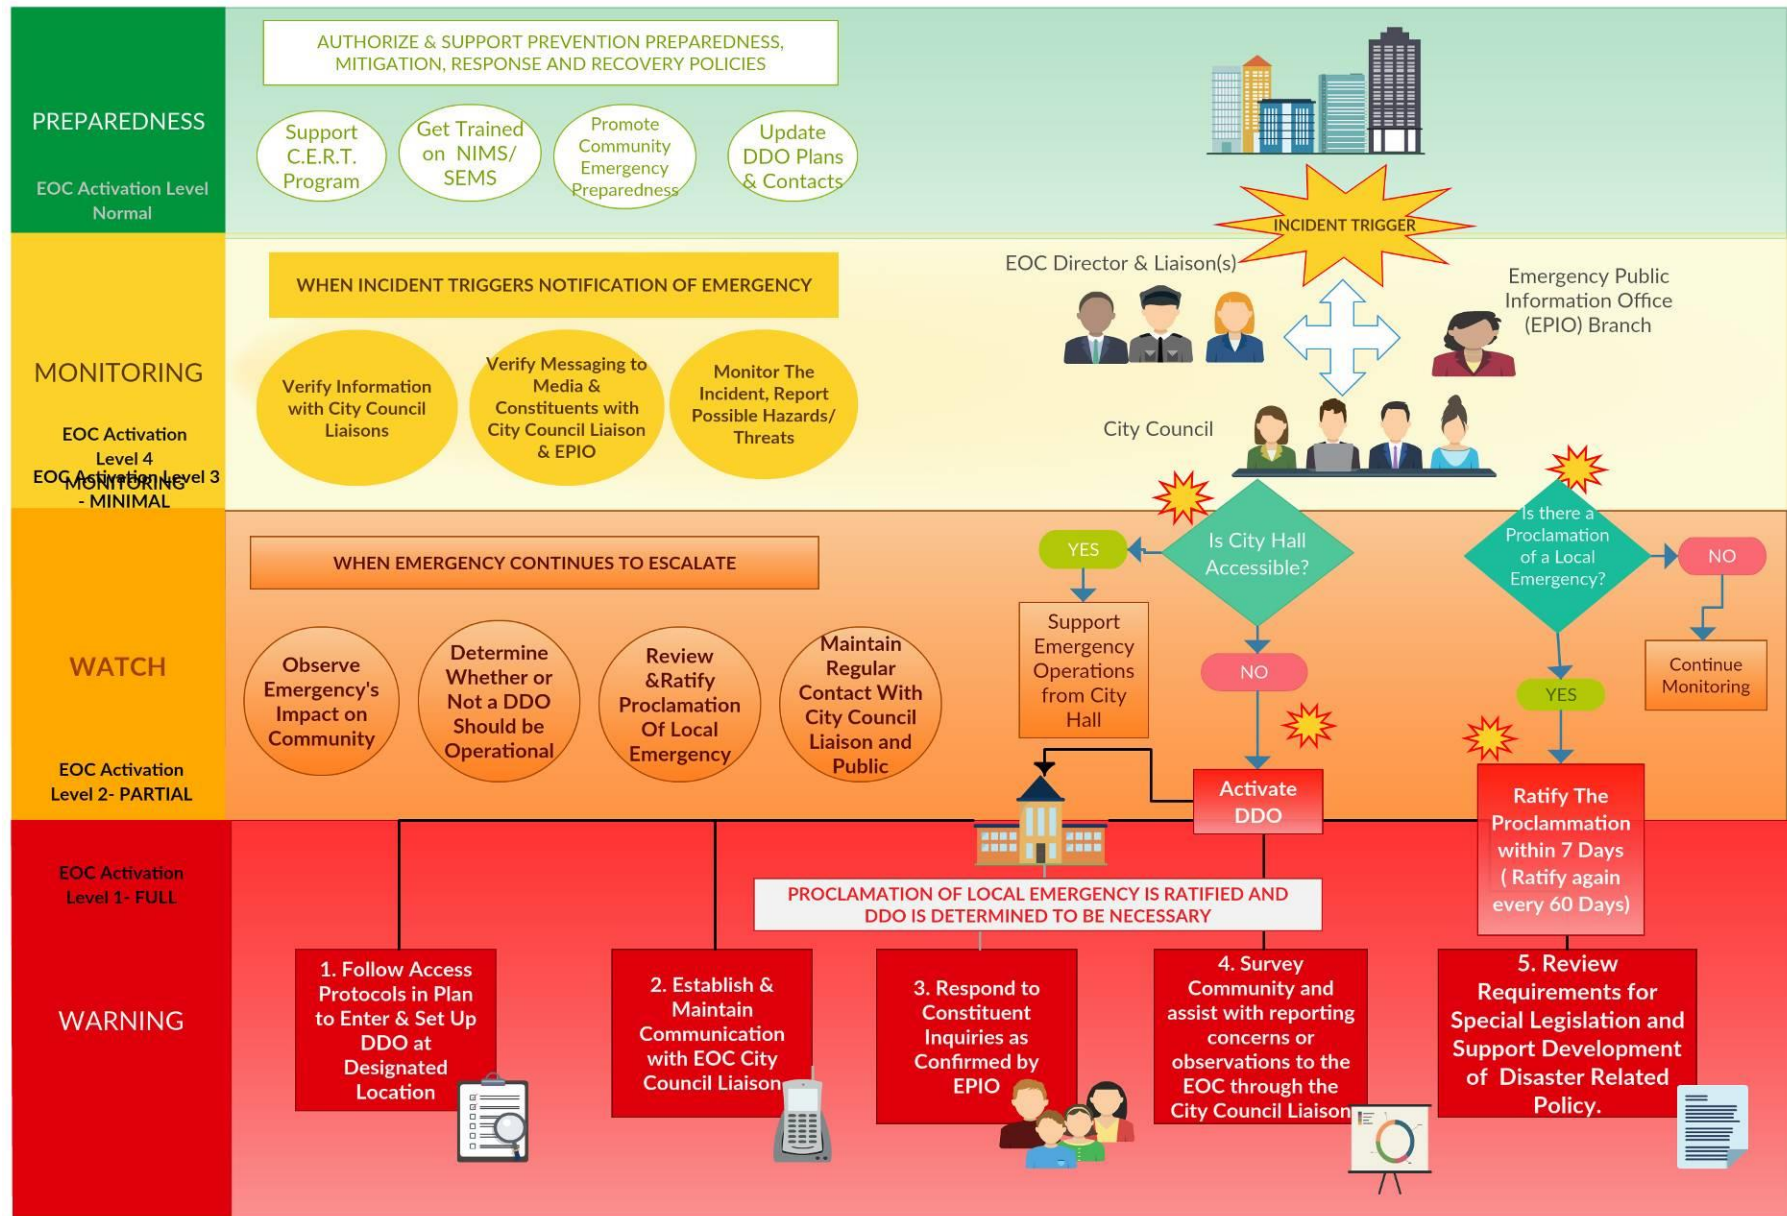 PREPAREDNESS
EOC Activation Level
Normal
AUTHORIZE & SUPPORT PREVENTION PREPAREDNESS,
MITIGATION, RESPONSE AND RECOVERY POLICIES
Support
C.E.R.T.
Program
Get Trained
on NIMS/
SEMS
Promote
Community
Emergency
Preparedness
Update
DDO Plans
& Contacts
INCIDENT TRIGGER
MONITORING
EOC Activation
Level 4
MONITORING
EOC Activation Level 3
- MINIMAL
WHEN INCIDENT TRIGGERS NOTIFICATION OF EMERGENCY
Verify Information
with City Council
Liaisons
Verify Messaging to
Media &
Constituents with
City Council Liaison
& EPIO
Monitor The
Incident, Report
Possible Hazards/
Threats
EOC Director & Liaison(s)
Emergency Public
Information Office
(EPIO) Branch
City Council
WATCH
EOC Activation
Level 2- PARTIAL
WHEN EMERGENCY CONTINUES TO ESCALATE
Observe
Emergency's
Impact on
Community
Determine
Whether or
Not a DDO
Should be
Operational
Review
&Ratify
Proclamation
Of Local
Emergency
Maintain
Regular
Contact With
City Council
Liaison and
Public
Is City Hall
Accessible?
YES
Support
Emergency
Operations
from City
Hall
NO
Activate
DDO
Is there a
Proclamation
of a Local
Emergency?
NO
Continue
Monitoring
YES
Ratify The
Proclammation
within 7 Days
( Ratify again
every 60 Days)
EOC Activation
Level 1- FULL
WARNING
PROCLAMATION OF LOCAL EMERGENCY IS RATIFIED AND
DDO IS DETERMINED TO BE NECESSARY
1. Follow Access
Protocols in Plan
to Enter & Set Up
DDO at
Designated
Location
2. Establish &
Maintain
Communication
with EOC City
Council Liaison
3. Respond to
Constituent
Inquiries as
Confirmed by
EPIO
4. Survey
Community and
assist with reporting
concerns or
observations to the
EOC through the
City Council Liaison
5. Review
Requirements for
Special Legislation and
Support Development
of Disaster Related
Policy.